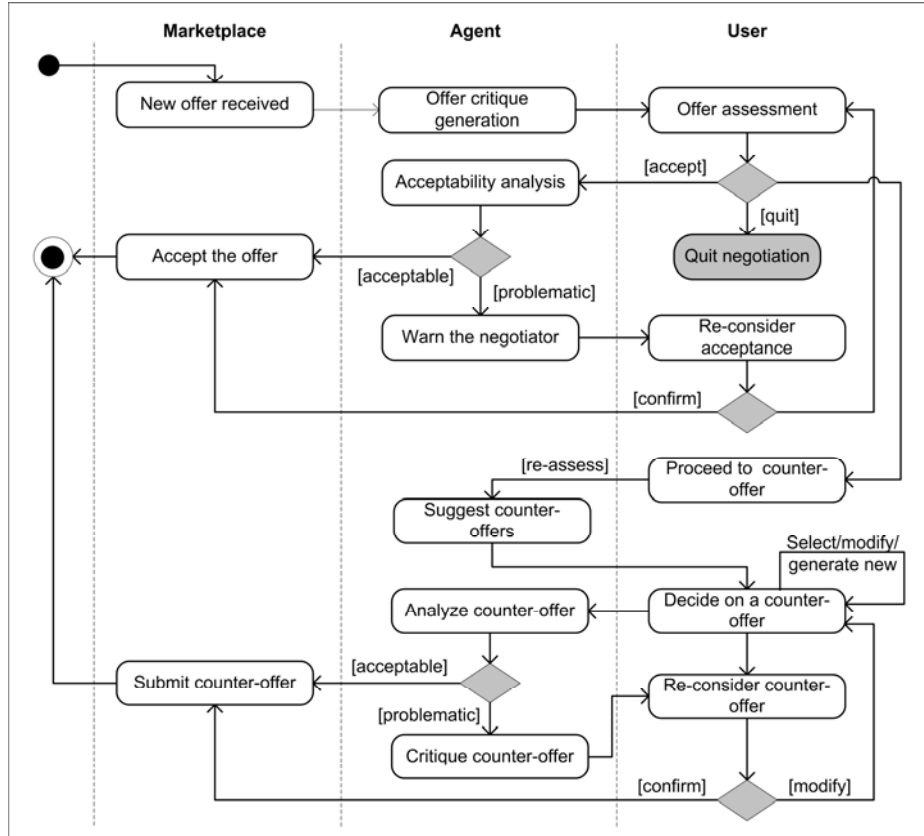 Marketplace
Agent
User
New offer received
Offer critique
generation
Offer assessment
[accept]
Acceptability analysis
[quit]
Accept the offer
Quit negotiation
[acceptable]
[problematic]
Warn the negotiator
Re-consider
acceptance
[confirm]
[re-assess]
Proceed to counter-
offer
Suggest counter-
offers
Select/modify/
generate new
Analyze counter-offer
Decide on a counter-
offer
[acceptable]
Submit counter-offer
Re-consider counter-
offer
[problematic]
Critique counter-offer
[confirm]
[modify]